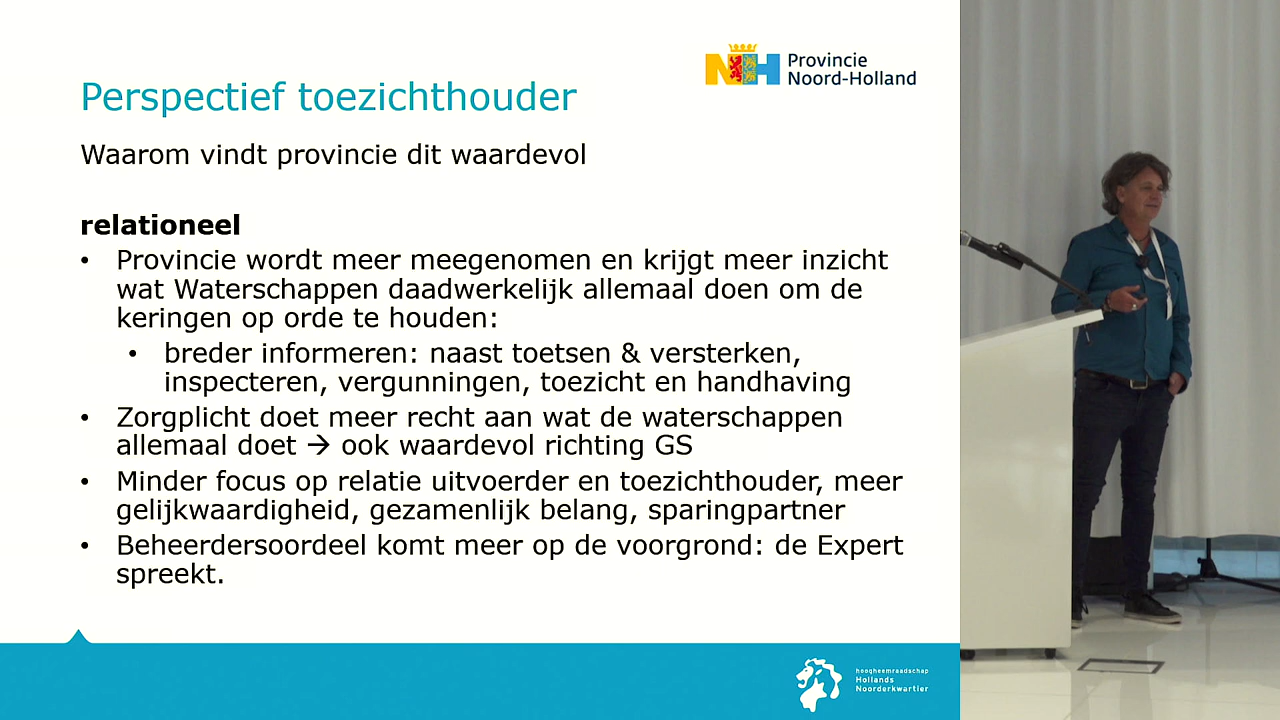 Provincie
Noord-Holland
Perspectief toezichthouder
Waarom vindt provincie dit waardevol
relationeel
• Provincie wordt meer meegenomen en krijgt meer inzicht
wat Waterschappen daadwerkelijk allemaal doen om de
keringen op orde te houden:
• breder informeren: naast toetsen & versterken,
inspecteren, vergunningen, toezicht en handhaving
• Zorgplicht doet meer recht aan wat de waterschappen
allemaal doet → ook waardevol richting GS
• Minder focus op relatie uitvoerder en toezichthouder, meer
gelijkwaardigheid, gezamenlijk belang, sparingpartner
• Beheerdersoordeel komt meer op de voorgrond: de Expert
spreekt.
hoogheemraadschap
Hollands
Noorderkwartier